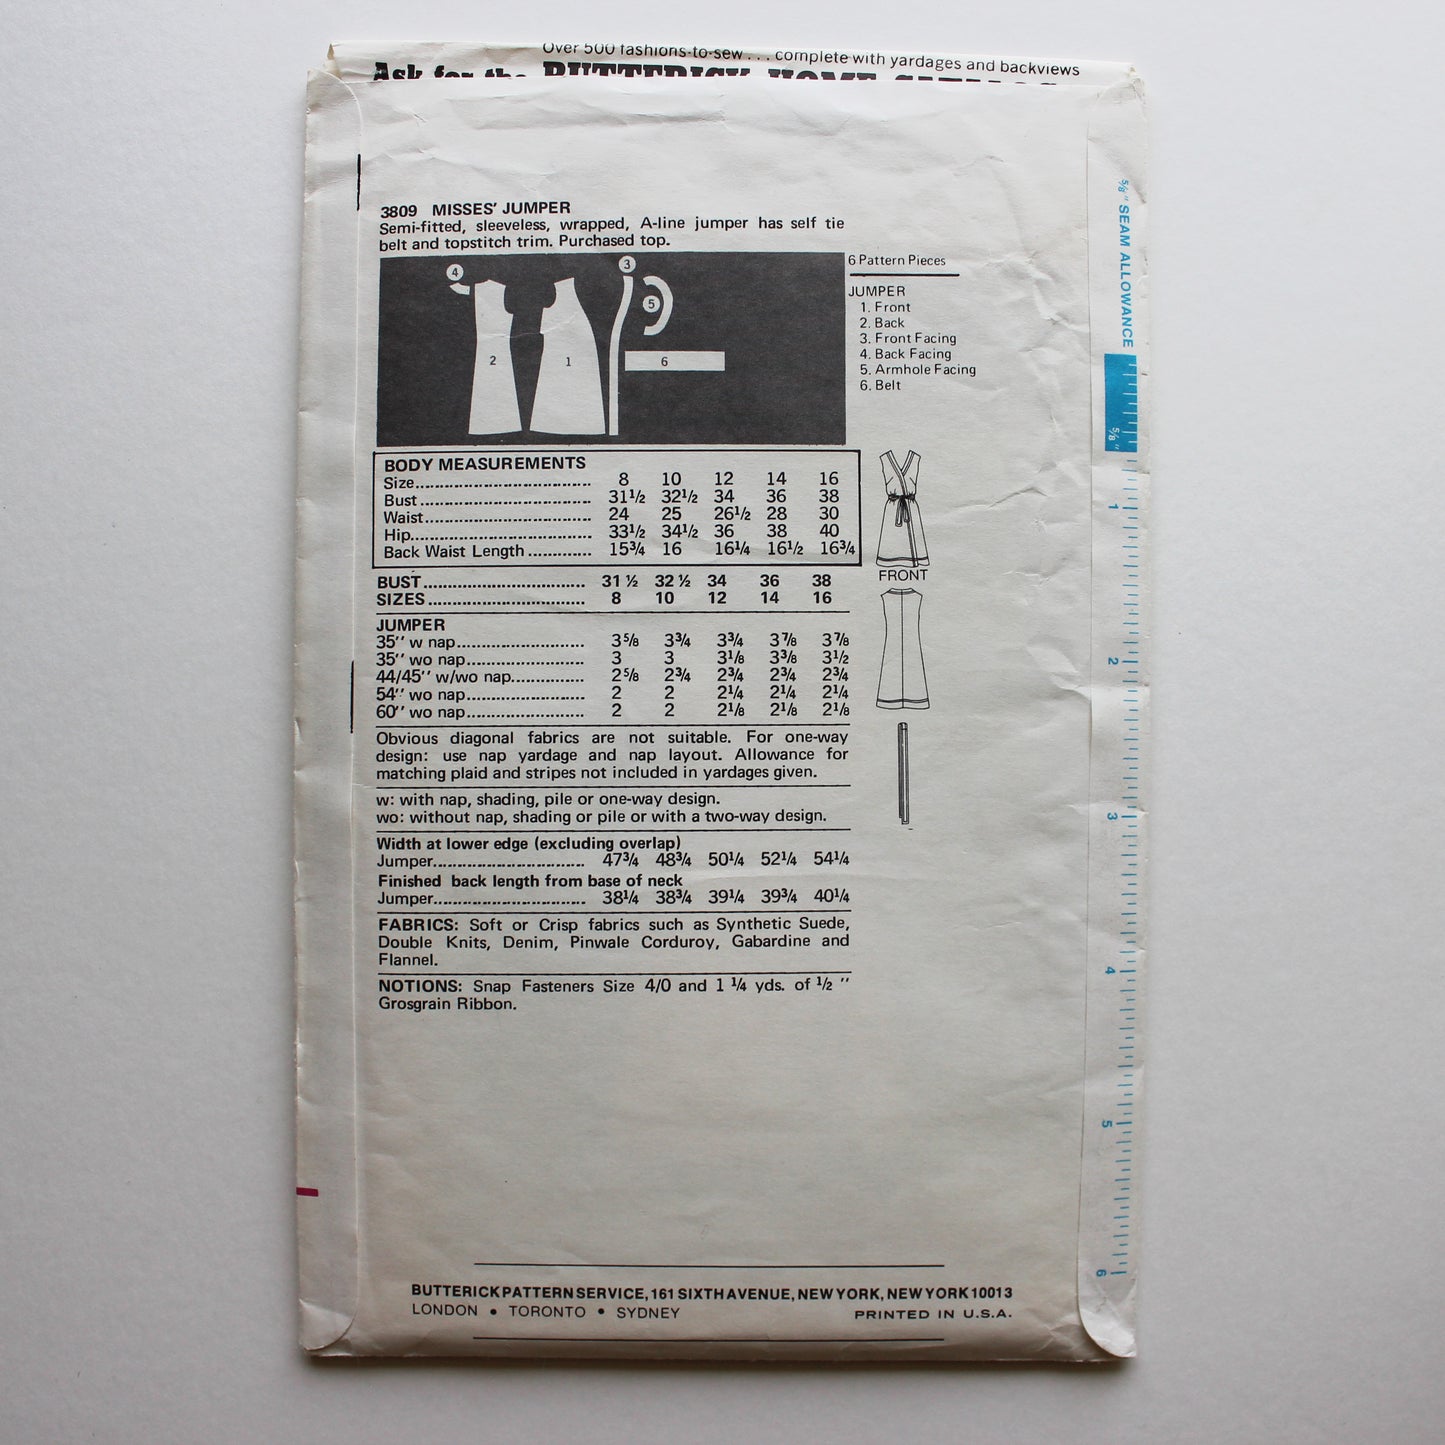 Over 500 fashions-to-sew . . . complete with yardages and backviews
Ask for the BUTTERICK HOME CATALOG
3809 MISSES' JUMPER
Semi-fitted, sleeveless, wrapped, A-line jumper has self tie
belt and topstitch trim. Purchased top.
4
2
1
3
5
6
6 Pattern Pieces
JUMPER
1. Front
2. Back
3. Front Facing
4. Back Facing
5. Armhole Facing
6. Belt
BODY MEASUREMENTS
Size 8 10 12 14 16
Bust 31½ 32½ 34 36 38
Waist 24 25 26½ 28 30
Hip 33½ 34½ 36 38 40
Back Waist Length 15¾ 16 16¼ 16½ 16¾
FRONT
BUST 31 ½ 32 ½ 34 36 38
SIZES 8 10 12 14 16
JUMPER
35'' w nap 3⅝ 3¾ 3¾ 3⅞ 3⅞
35'' wo nap 3 3 3⅛ 3⅜ 3½
44/45'' w/wo nap 2⅝ 2¾ 2¾ 2¾ 2¾
54'' wo nap 2 2 2¼ 2¼ 2¼
60'' wo nap 2 2 2⅛ 2⅛ 2⅛
Obvious diagonal fabrics are not suitable. For one-way
design: use nap yardage and nap layout. Allowance for
matching plaid and stripes not included in yardages given.
w: with nap, shading, pile or one-way design.
wo: without nap, shading or pile or with a two-way design.
Width at lower edge (excluding overlap)
Jumper 47¾ 48¾ 50¼ 52¼ 54¼
Finished back length from base of neck
Jumper 38¼ 38¾ 39¼ 39¾ 40¼
FABRICS: Soft or Crisp fabrics such as Synthetic Suede,
Double Knits, Denim, Pinwale Corduroy, Gabardine and
Flannel.
NOTIONS: Snap Fasteners Size 4/0 and 1 ¼ yds. of ½ ''
Grosgrain Ribbon.
BUTTERICK PATTERN SERVICE, 161 SIXTH AVENUE, NEW YORK, NEW YORK 10013
LONDON • TORONTO • SYDNEY PRINTED IN U.S.A.
⅝" SEAM ALLOWANCE
⅝"
1
2
3
4
5
6